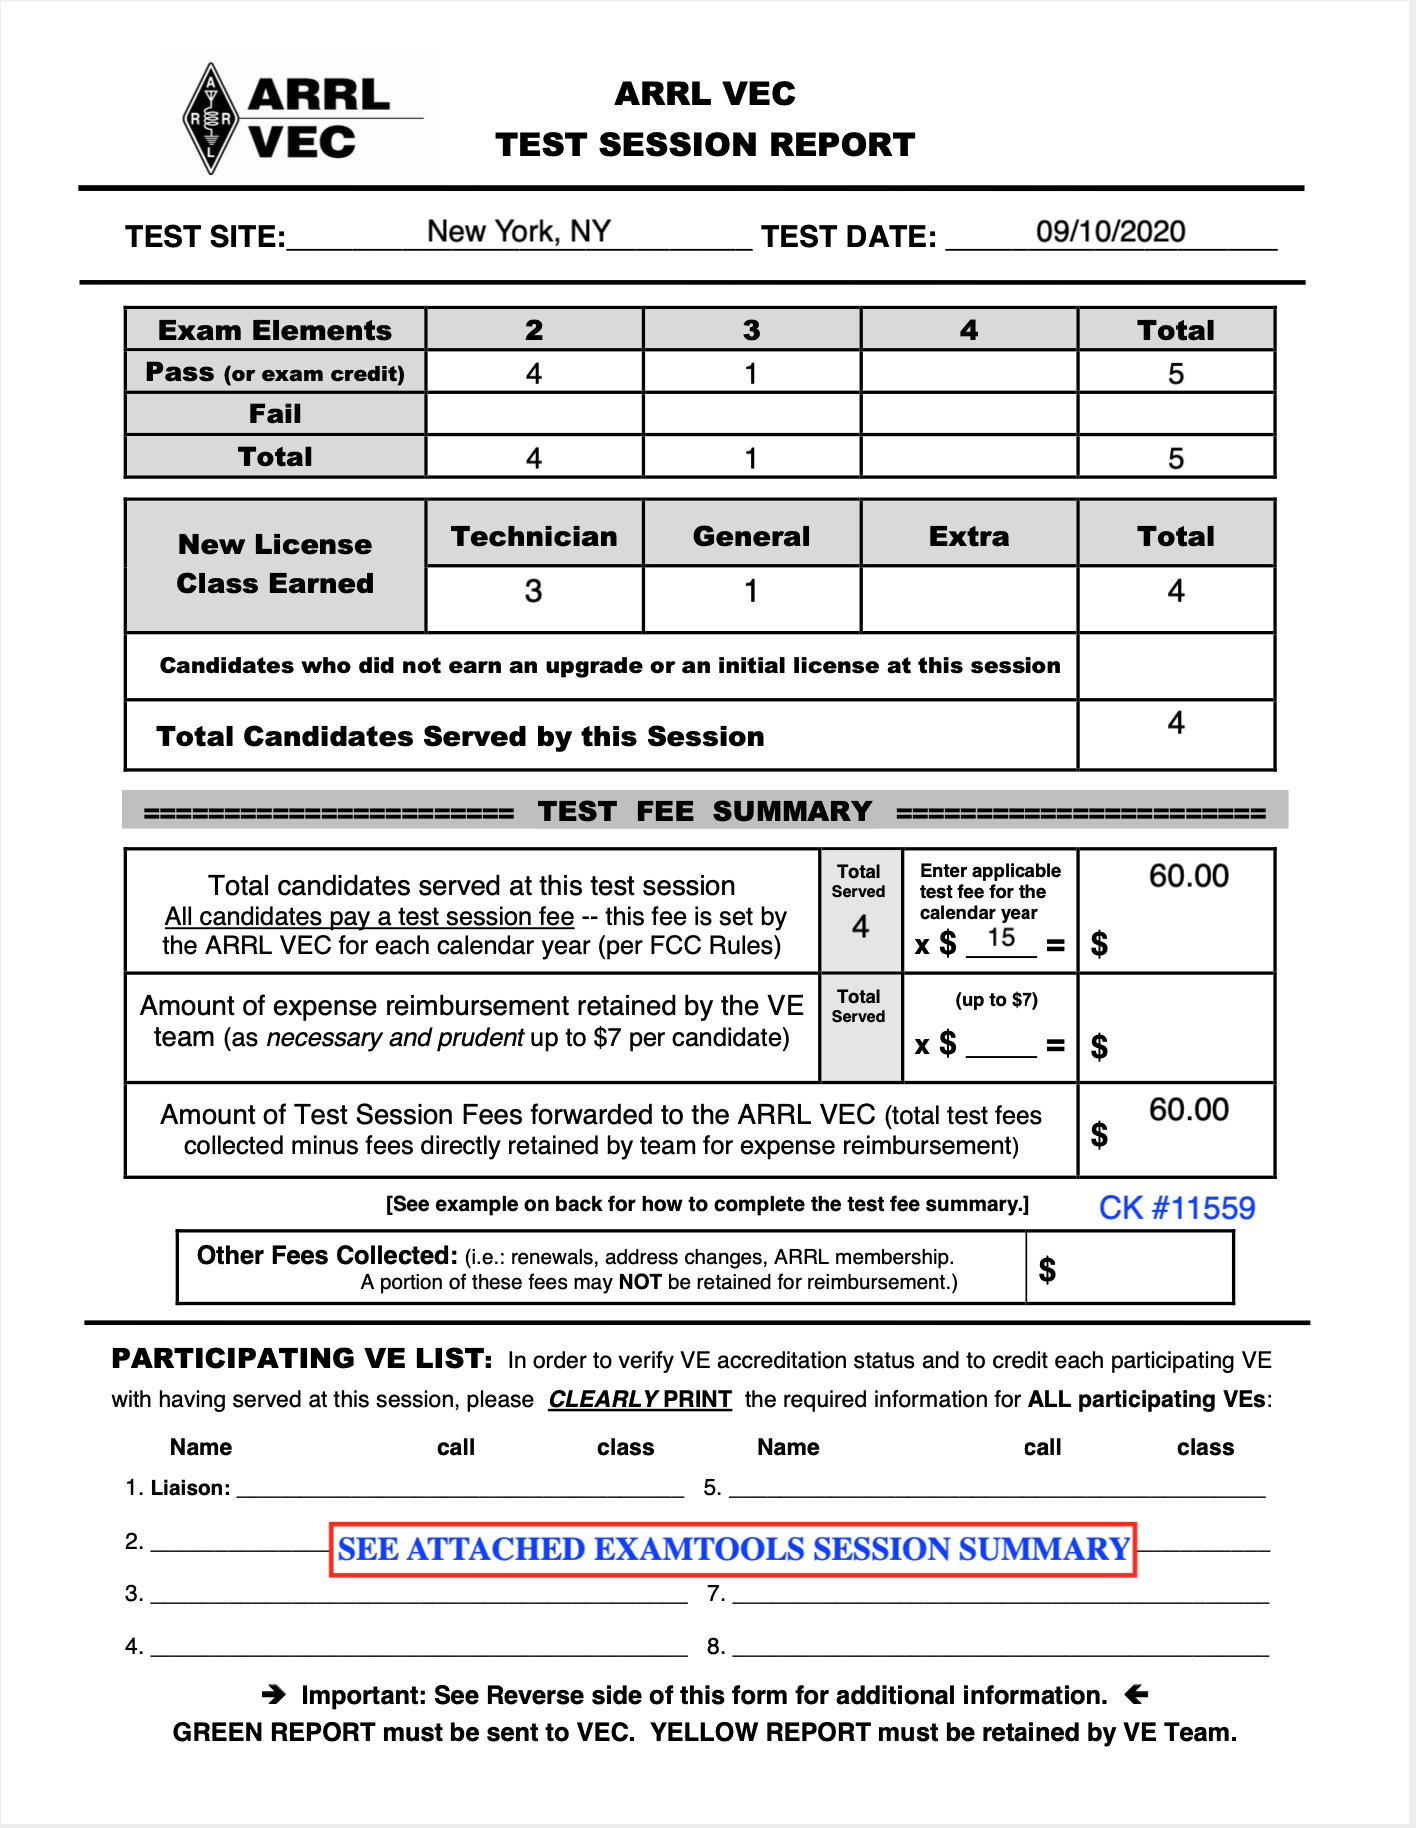 ARRL
VEC
A
R R
L
ARRL VEC
TEST SESSION REPORT
TEST SITE: New York, NY TEST DATE: 09/10/2020
Exam Elements 2 3 4 Total
Pass (or exam credit) 4 1 5
Fail
Total 4 1 5
New License Class Earned Technician General Extra Total
3 1 4
Candidates who did not earn an upgrade or an initial license at this session
Total Candidates Served by this Session 4
======================= TEST FEE SUMMARY =======================
Total candidates served at this test session
All candidates pay a test session fee -- this fee is set by
the ARRL VEC for each calendar year (per FCC Rules)
Total
Served
4
Enter applicable
test fee for the
calendar year
x $ 15 = $ 60.00
Amount of expense reimbursement retained by the VE
team (as necessary and prudent up to $7 per candidate)
Total
Served
(up to $7)
x $ ____ = $
Amount of Test Session Fees forwarded to the ARRL VEC (total test fees
collected minus fees directly retained by team for expense reimbursement)
$ 60.00
[See example on back for how to complete the test fee summary.] CK #11559
Other Fees Collected: (i.e.: renewals, address changes, ARRL membership.
A portion of these fees may NOT be retained for reimbursement.)
$
PARTICIPATING VE LIST: In order to verify VE accreditation status and to credit each participating VE
with having served at this session, please CLEARLY PRINT the required information for ALL participating VEs:
Name call class Name call class
1. Liaison: 5.
2. SEE ATTACHED EXAMTOOLS SESSION SUMMARY
3. 7.
4. 8.
➔ Important: See Reverse side of this form for additional information. ←
GREEN REPORT must be sent to VEC. YELLOW REPORT must be retained by VE Team.